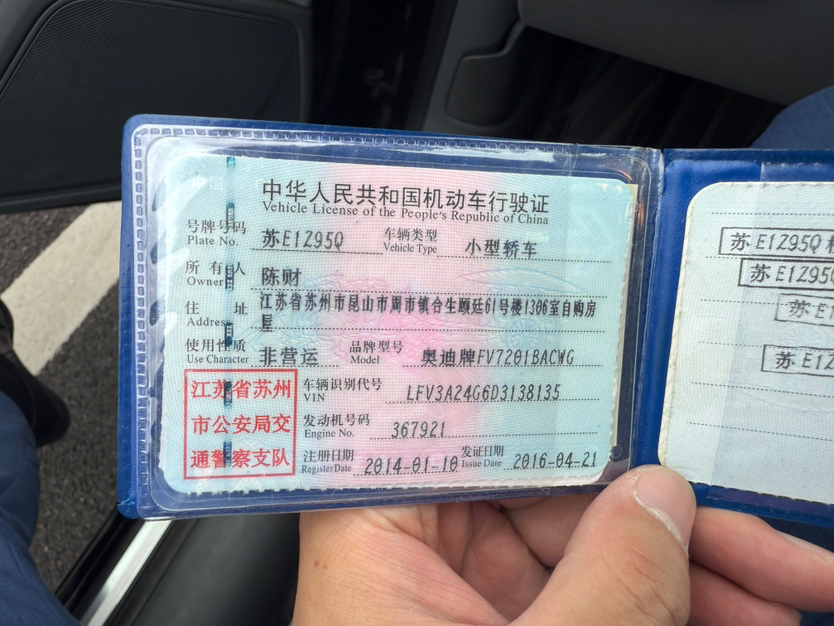 中华人民共和国机动车行驶证
Vehicle License of the People's Republic of China
号牌号码 苏E1Z95Q 车辆类型 小型轿车
Plate No. Vehicle Type
所有人 陈财
Owner
住址 江苏省苏州市昆山市周市镇合生颐廷61号楼1306室自购房
Address 屋
使用性质 非营运 品牌型号 奥迪牌FV7201BACWG
Use Character Model
江苏省苏州
市公安局交
通警察支队
车辆识别代号 LFV3A24G6D3138135
VIN
发动机号码 367921
Engine No.
注册日期 2014-01-10 发证日期 2016-04-21
Register Date Issue Date
苏E1Z95Q
苏E1Z95Q
苏E1Z
苏E1Z